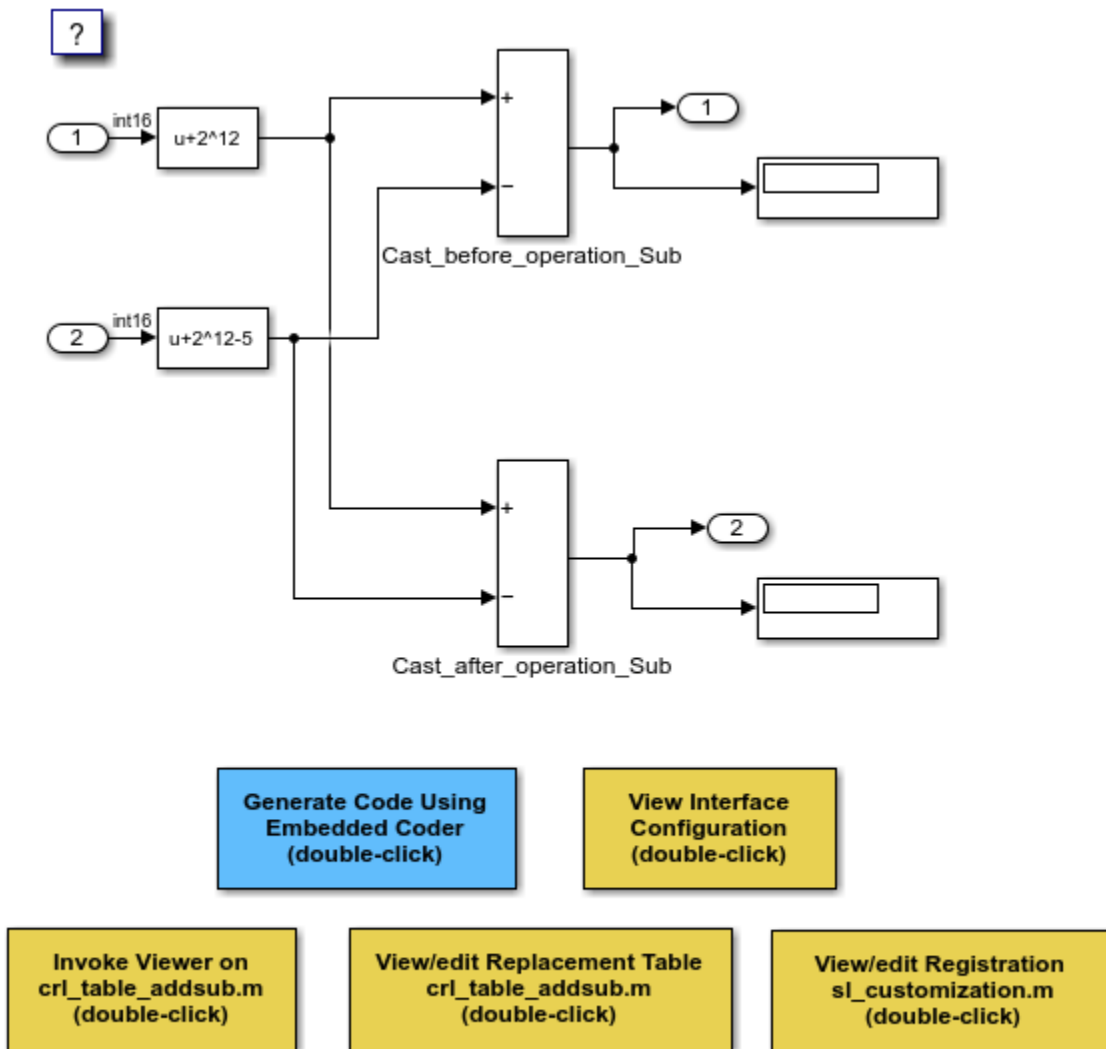 ?
1
int16
u+2^12
+
−
1
Cast_before_operation_Sub
2
int16
u+2^12-5
+
−
2
Cast_after_operation_Sub
Generate Code Using
Embedded Coder
(double-click)
View Interface
Configuration
(double-click)
Invoke Viewer on
crl_table_addsub.m
(double-click)
View/edit Replacement Table
crl_table_addsub.m
(double-click)
View/edit Registration
sl_customization.m
(double-click)